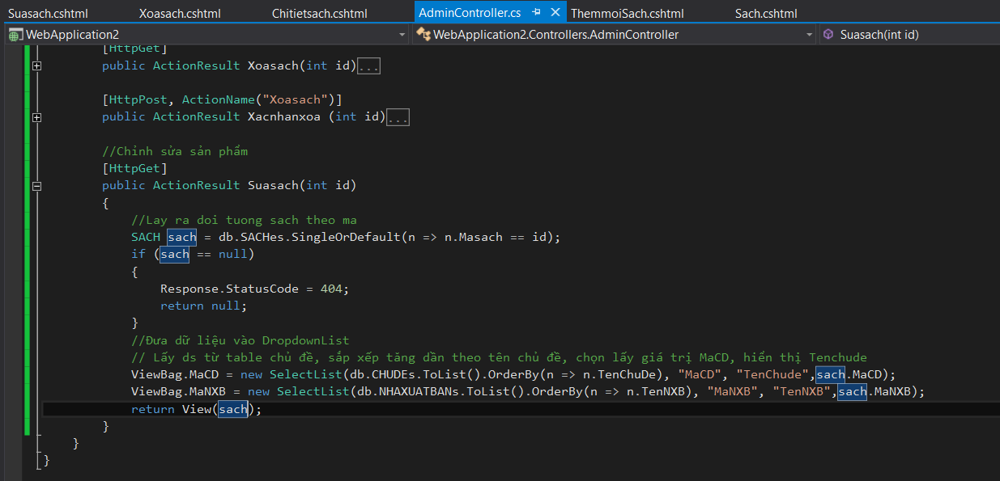 Suasach.cshtml Xoasach.cshtml Chitietsach.cshtml AdminController.cs ThemmoiSach.cshtml Sach.cshtml
WebApplication2 WebApplication2.Controllers.AdminController Suasach(int id)
[HttpGet]
public ActionResult Xoasach(int id)...
[HttpPost, ActionName("Xoasach")]
public ActionResult Xacnhanxoa (int id)...
//Chỉnh sửa sản phẩm
[HttpGet]
public ActionResult Suasach(int id)
{
//Lay ra doi tuong sach theo ma
SACH sach = db.SACHes.SingleOrDefault(n => n.Masach == id);
if (sach == null)
{
Response.StatusCode = 404;
return null;
}
//Đưa dữ liệu vào DropdownList
// Lấy ds từ table chủ đề, sắp xếp tăng dần theo tên chủ đề, chọn lấy giá trị MaCD, hiển thị Tenchude
ViewBag.MaCD = new SelectList(db.CHUDEs.ToList().OrderBy(n => n.TenChuDe), "MaCD", "TenChude",sach.MaCD);
ViewBag.MaNXB = new SelectList(db.NHAXUATBANs.ToList().OrderBy(n => n.TenNXB), "MaNXB", "TenNXB",sach.MaNXB);
return View(sach);
}
}
}